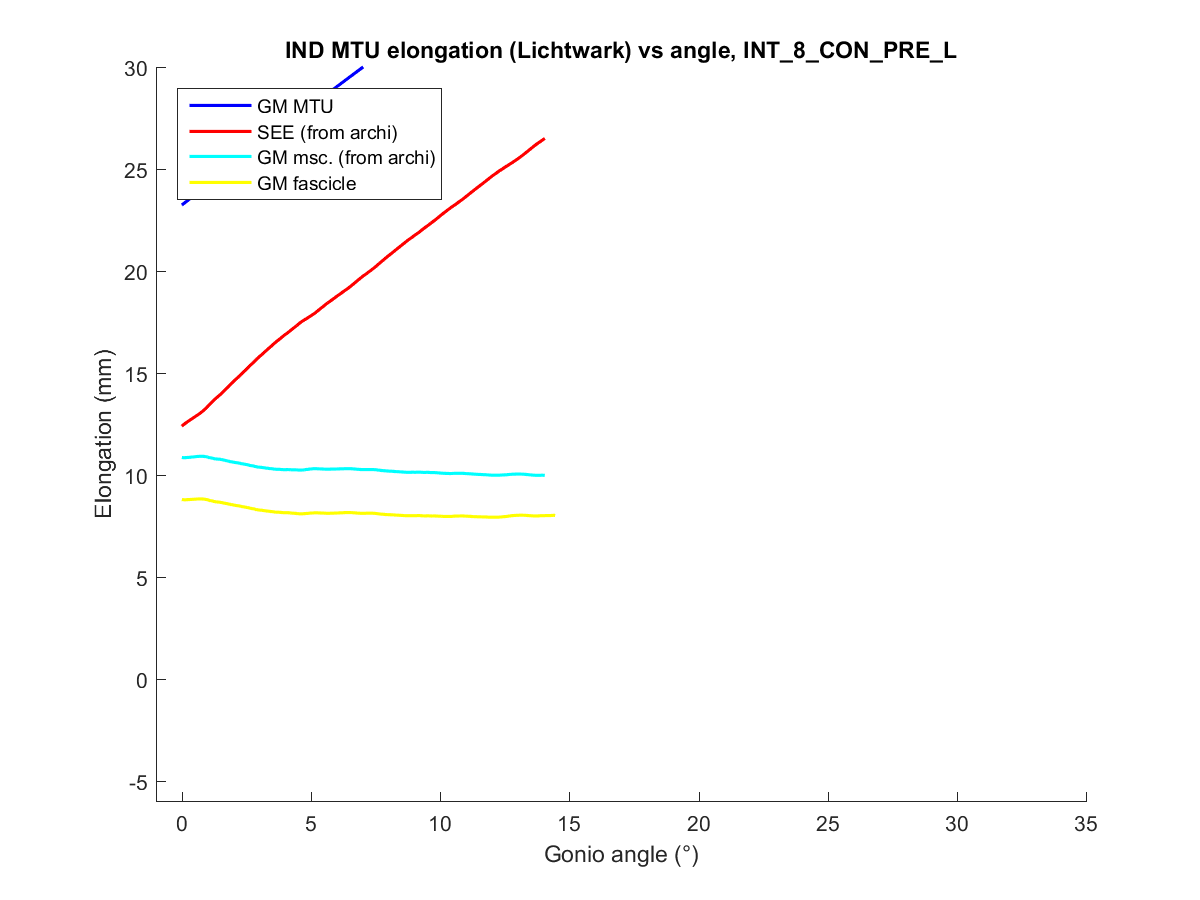 IND MTU elongation (Lichtwark) vs angle, INT_8_CON_PRE_L
30
25
20
15
10
5
0
-5
Elongation (mm)
GM MTU
SEE (from archi)
GM msc. (from archi)
GM fascicle
0 5 10 15 20 25 30 35
Gonio angle (°)